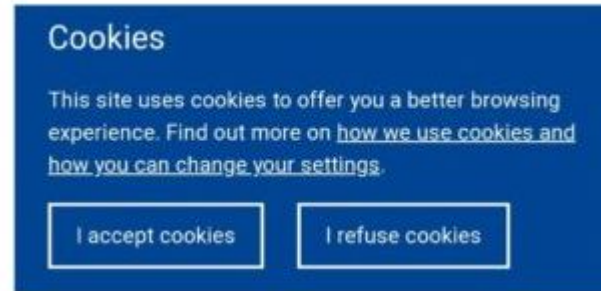 Cookies
This site uses cookies to offer you a better browsing
experience. Find out more on how we use cookies and
how you can change your settings.
I accept cookies
I refuse cookies